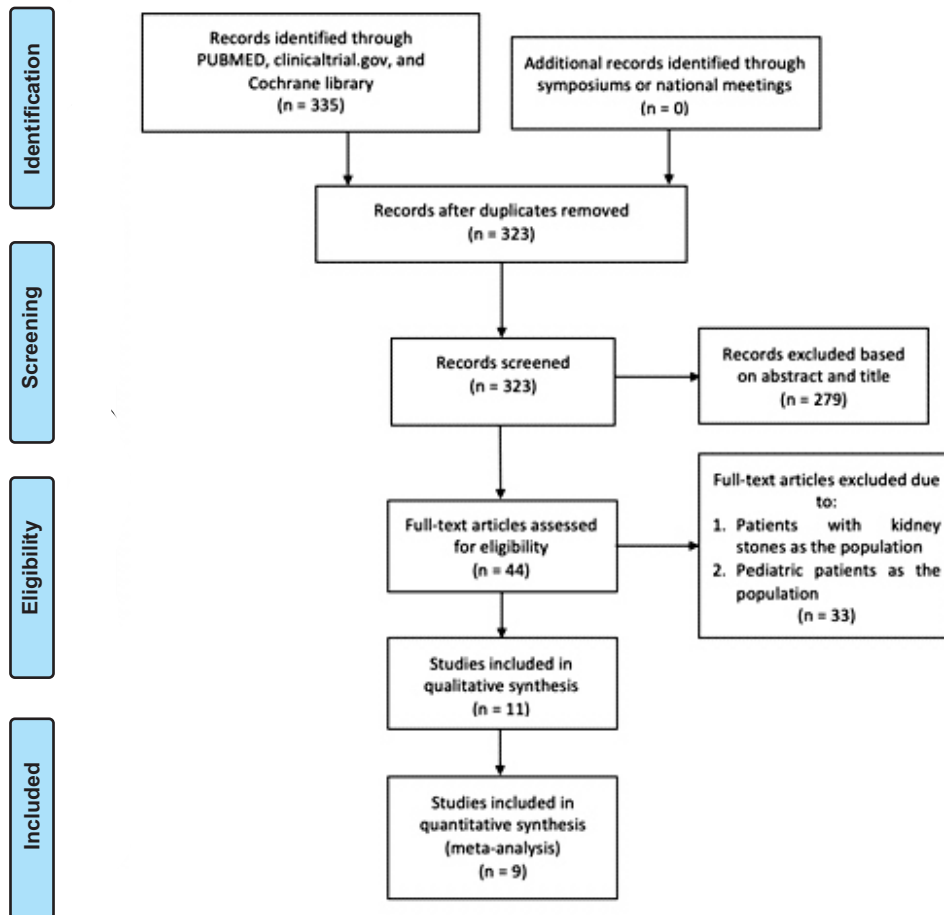 Identification
Records identified through
PUBMED, clinicaltrial.gov, and
Cochrane library
(n = 335)
Additional records identified through
symposiums or national meetings
(n = 0)
Records after duplicates removed
(n = 323)
Screening
Records screened
(n = 323)
Records excluded based
on abstract and title
(n = 279)
Eligibility
Full-text articles assessed
for eligibility
(n = 44)
Full-text articles excluded due
to:
1. Patients with kidney
stones as the population
2. Pediatric patients as the
population
(n = 33)
Studies included in
qualitative synthesis
(n = 11)
Included
Studies included in
quantitative synthesis
(meta-analysis)
(n = 9)